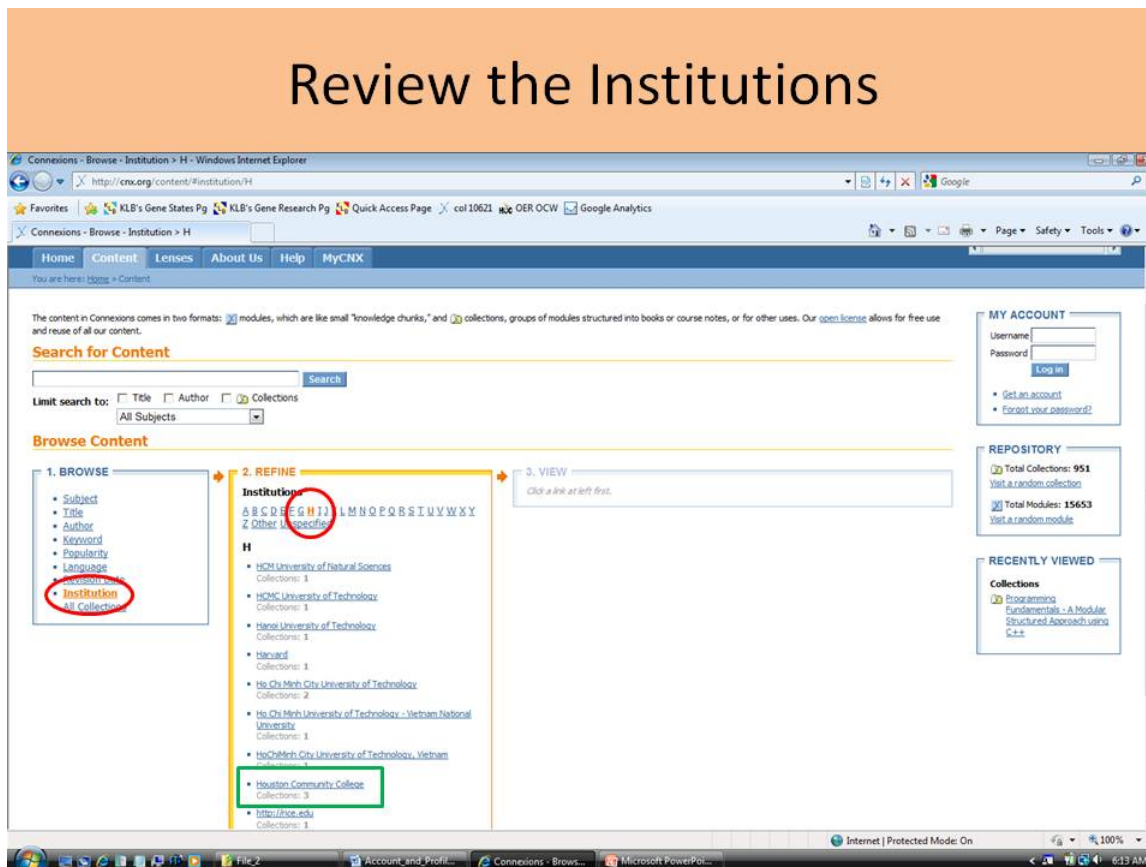 Review the Institutions
Connexions - Browse - Institution > H - Windows Internet Explorer
http://cnx.org/content/#institution/H
Google
Favorites KLB's Gene States Pg KLB's Gene Research Pg Quick Access Page col10621 OER OCW Google Analytics
Connexions - Browse - Institution > H
Page Safety Tools
Home Content Lenses About Us Help MyCNX
You are here: Home > Content
The content in Connexions comes in two formats: modules, which are like small "knowledge chunks," and collections, groups of modules structured into books or course notes, or for other uses. Our open license allows for free use
and reuse of all our content.
Search for Content
Search
Limit search to: Title Author Collections
All Subjects
Browse Content
1. BROWSE
Subject
Title
Author
Keyword
Popularity
Language
Revision Date
Institution
All Collections
2. REFINE
Institutions
A B C D E F G H I J L M N O P Q R S T U V W X Y
Z Other Unspecified
H
HCM University of Natural Sciences
Collections: 1
HCMC University of Technology
Collections: 1
Hanoi University of Technology
Collections: 1
Harvard
Collections: 1
Ho Chi Minh City University of Technology
Collections: 2
Ho Chi Minh University of Technology - Vietnam National
University
Collections: 1
HoChiMinh City University of Technology, Vietnam
Collections: 1
Houston Community College
Collections: 3
http://rice.edu
Collections: 1
3. VIEW
Click a link at left first.
MY ACCOUNT
Username
Password
Log in
Get an account
Forgot your password?
REPOSITORY
Total Collections: 951
Visit a random collection
Total Modules: 15653
Visit a random module
RECENTLY VIEWED
Collections
Programming
Fundamentals - A Modular
Structured Approach using
C++
Internet | Protected Mode: On 100%
File_2 Account_and_Profil... Connexions - Brows... Microsoft PowerPoi... 6:13 AM